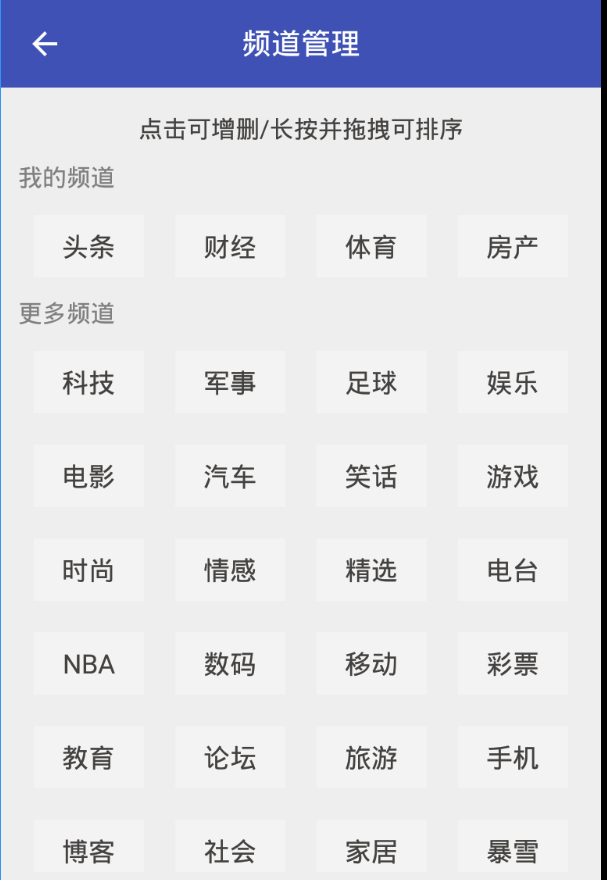 频道管理
点击可增删/长按并拖拽可排序
我的频道
头条 财经 体育 房产
更多频道
科技 军事 足球 娱乐
电影 汽车 笑话 游戏
时尚 情感 精选 电台
NBA 数码 移动 彩票
教育 论坛 旅游 手机
博客 社会 家居 暴雪